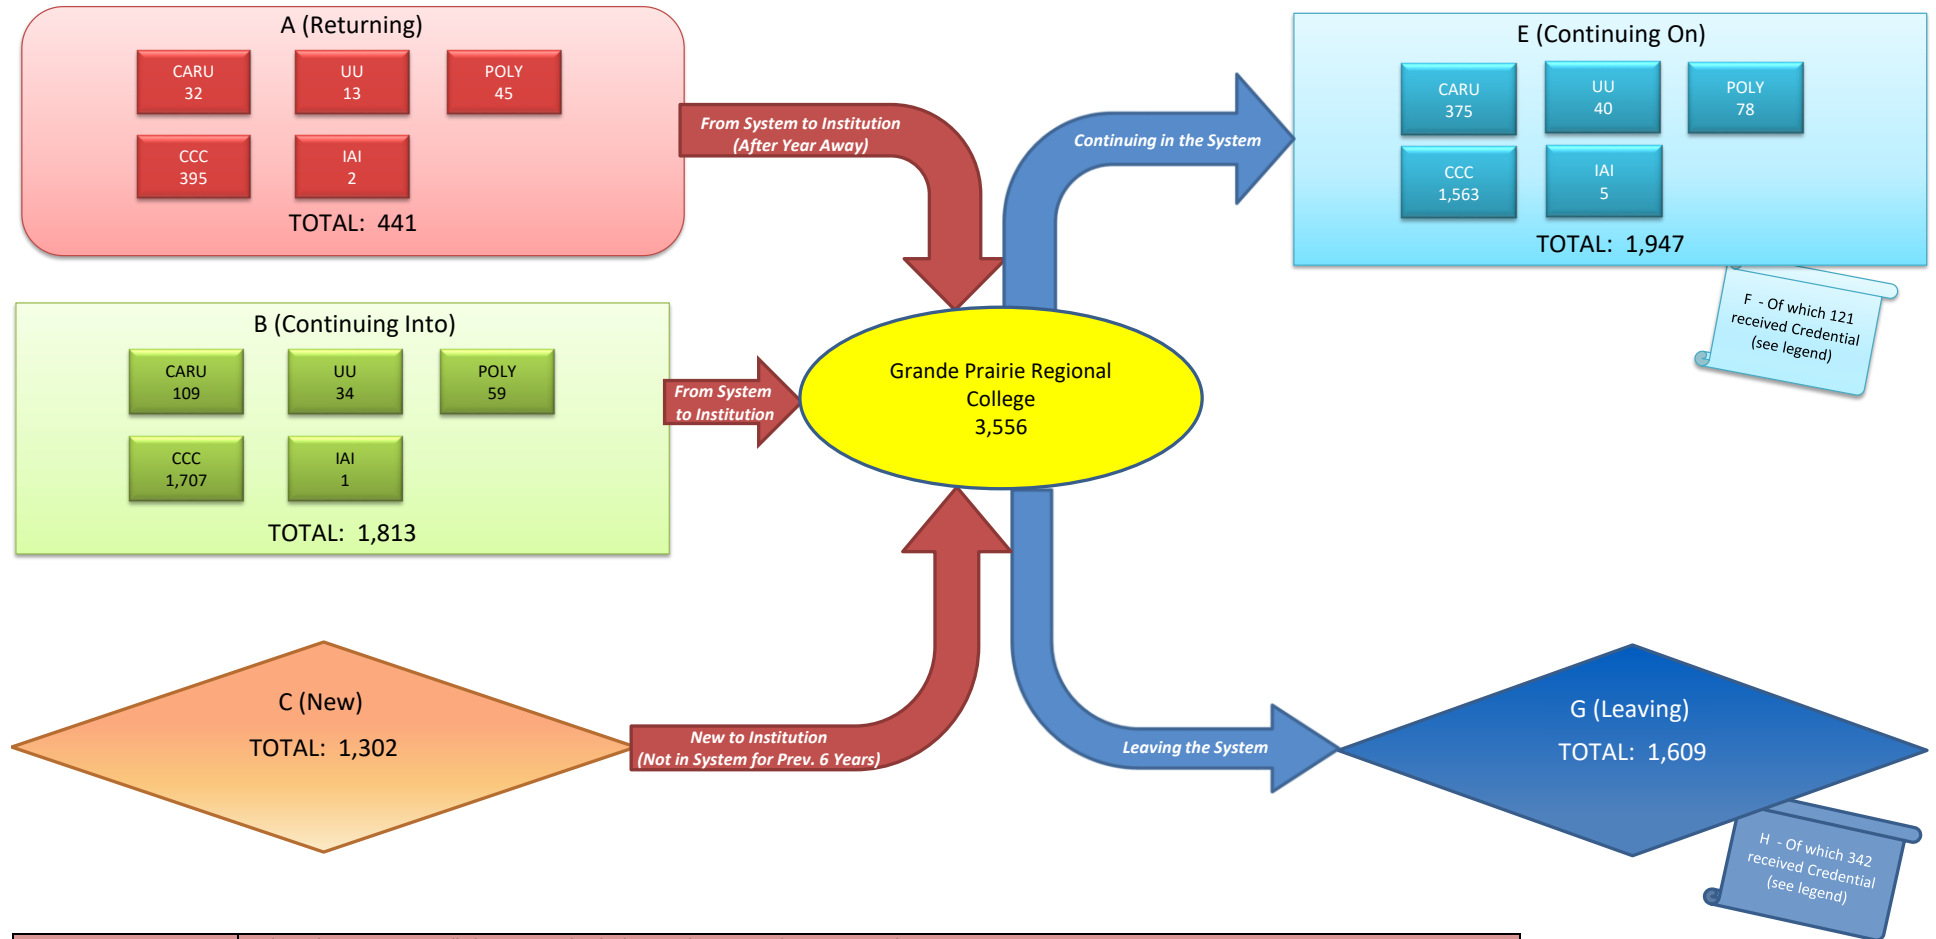 A (Returning)
CARU
32
UU
13
POLY
45
CCC
395
IAI
2
TOTAL: 441
From System to Institution
(After Year Away)
Continuing in the System
E (Continuing On)
CARU
375
UU
40
POLY
78
CCC
1,563
IAI
5
TOTAL: 1,947
F - Of which 121
received Credential
(see legend)
B (Continuing Into)
CARU
109
UU
34
POLY
59
CCC
1,707
IAI
1
TOTAL: 1,813
From System
to Institution
Grande Prairie Regional
College
3,556
C (New)
TOTAL: 1,302
New to Institution
(Not in System for Prev. 6 Years)
Leaving the System
G (Leaving)
TOTAL: 1,609
H - Of which 342
received Credential
(see legend)